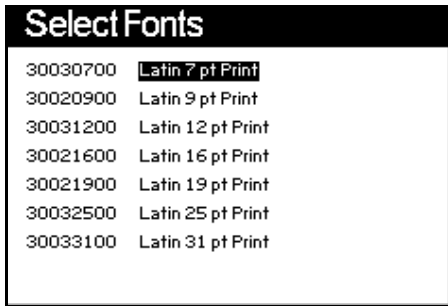 Select Fonts
30030700 Latin 7 pt Print
30020900 Latin 9 pt Print
30031200 Latin 12 pt Print
30021600 Latin 16 pt Print
30021900 Latin 19 pt Print
30032500 Latin 25 pt Print
30033100 Latin 31 pt Print